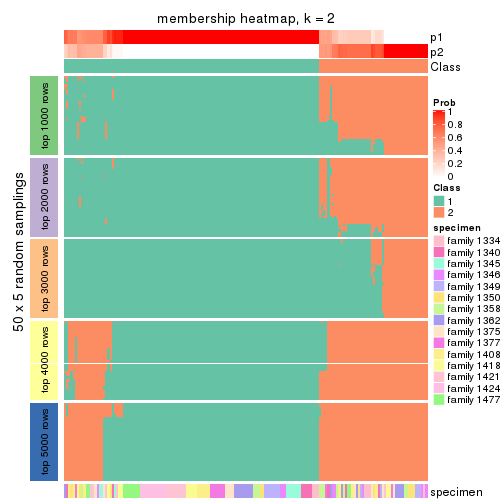 membership heatmap, k = 2
p1
p2
Class
50 x 5 random samplings
top 1000 rows
top 2000 rows
top 3000 rows
top 4000 rows
top 5000 rows
specimen
Prob
1
0.8
0.6
0.4
0.2
0
Class
1
2
specimen
family 1334
family 1340
family 1345
family 1346
family 1349
family 1350
family 1358
family 1362
family 1375
family 1377
family 1408
family 1418
family 1421
family 1424
family 1477